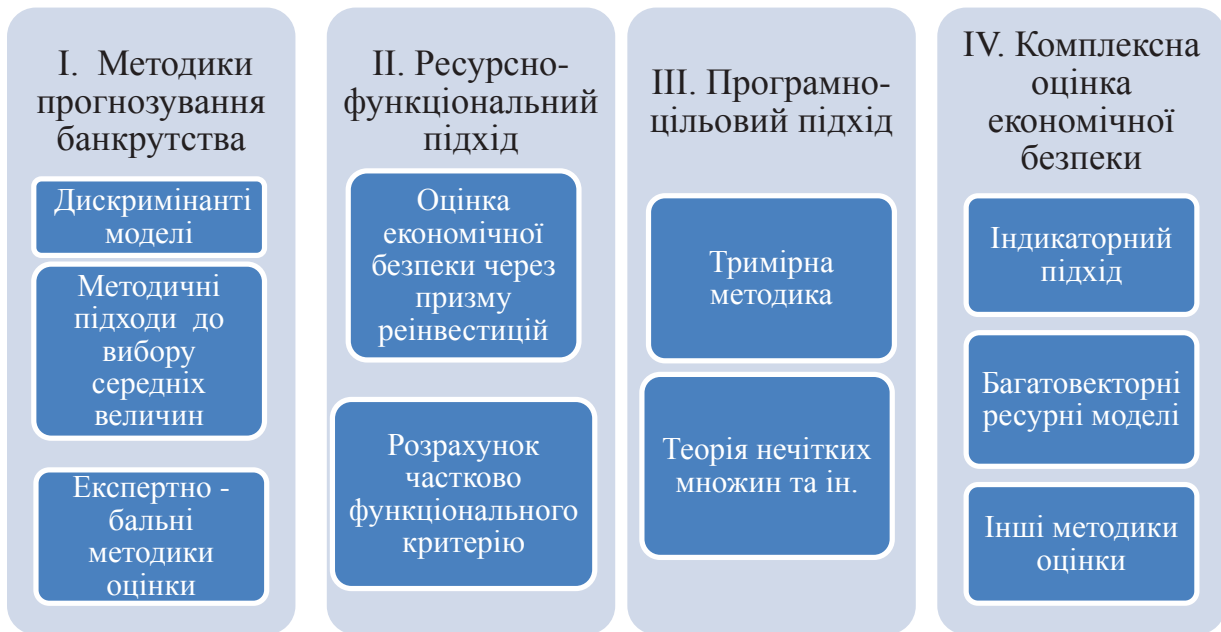 І. Методики
прогнозування
банкрутства
Дискримінанті
моделі
Методичні
підходи до
вибору
середніх
величин
Експертно -
бальні
методики
оцінки
ІІ. Ресурсно-
функціональний
підхід
Оцінка
економічної
безпеки через
призму
реінвестицій
Розрахунок
частково
функціонального
критерію
ІІІ. Програмно-
цільовий підхід
Тримірна
методика
Теорія нечітких
множин та ін.
IV. Комплексна
оцінка
економічної
безпеки
Індикаторний
підхід
Багатовекторні
ресурні моделі
Інші методики
оцінки